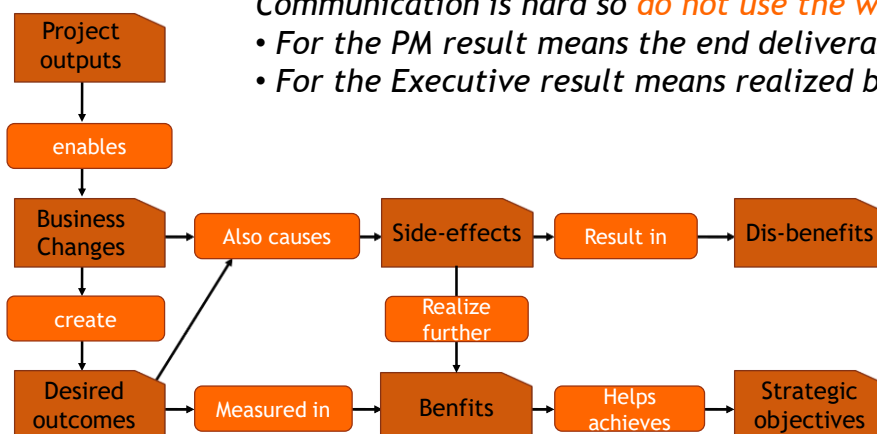 Communication is hard so do not use the w
• For the PM result means the end delivera
• For the Executive result means realized b
Project
outputs
enables
Business
Changes
Also causes
Side-effects
Result in
Dis-benefits
create
Realize
further
Desired
outcomes
Measured in
Benfits
Helps
achieves
Strategic
objectives